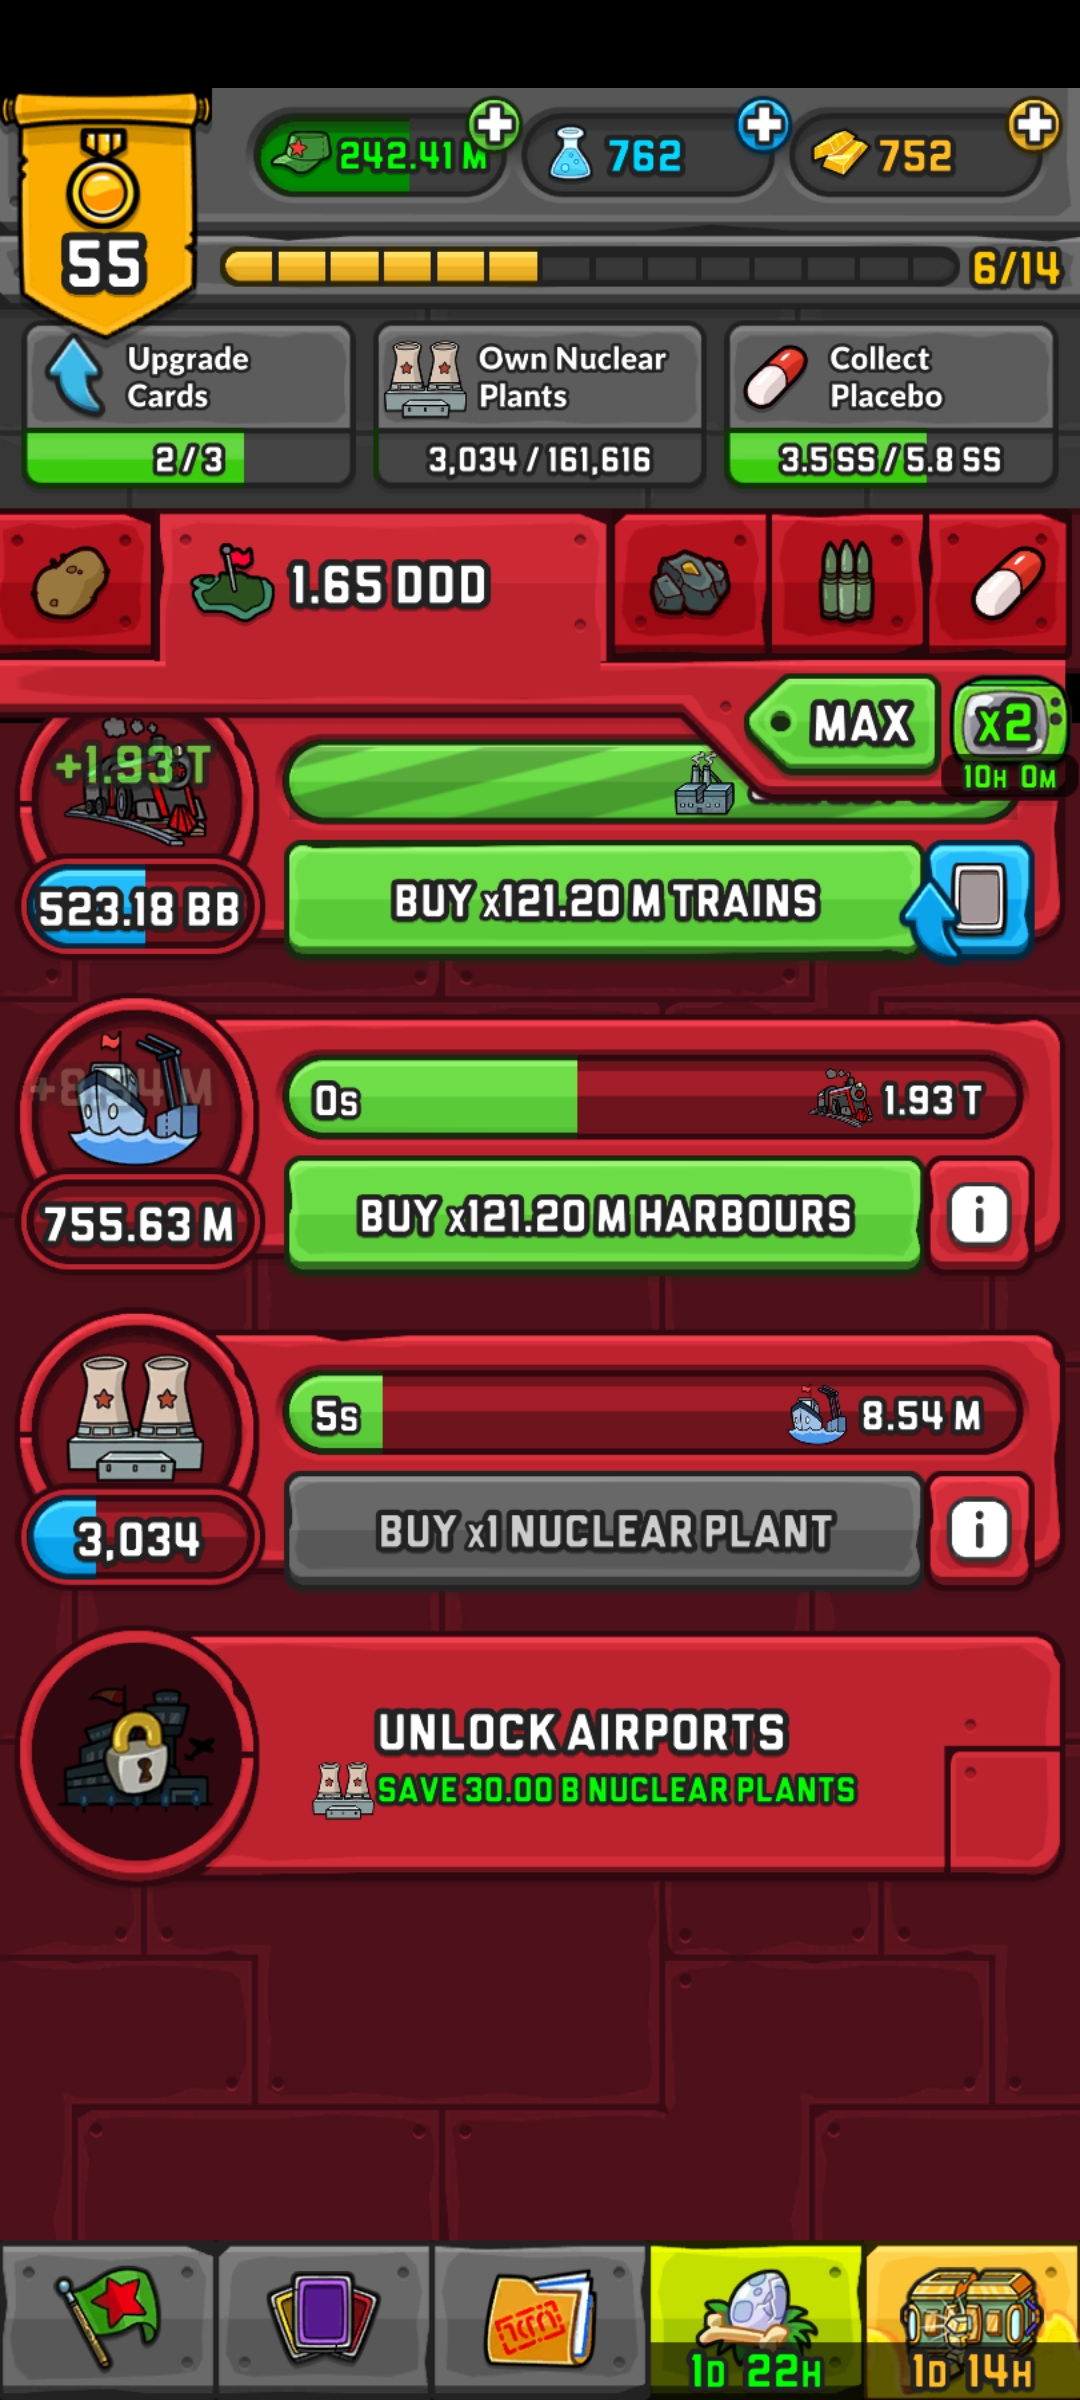 242.41 M
762
752
55
6/14
Upgrade
Cards
Own Nuclear
Plants
Collect
Placebo
2/3
3,034/161,616
3.5 SS/5.8 SS
1.65 DDD
MAX
x2
10H 0M
+1.93 T
523.18 BB
BUY x121.20 M TRAINS
0s
1.93 T
755.63 M
BUY x121.20 M HARBOURS
i
5s
8.54 M
3,034
BUY x1 NUCLEAR PLANT
i
UNLOCK AIRPORTS
SAVE 30.00 B NUCLEAR PLANTS
1D 22H
1D 14H